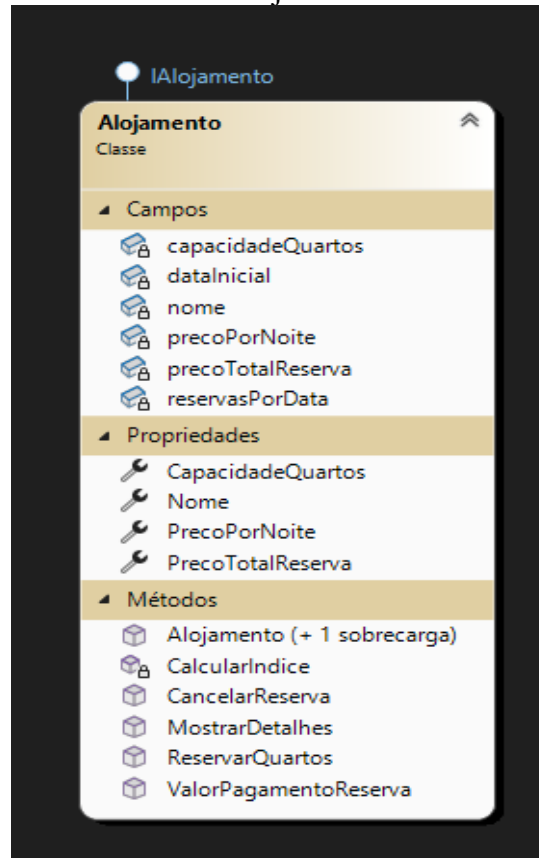 IAlojamento
Alojamento
Classe
Campos
capacidadeQuartos
dataInicial
nome
precoPorNoite
precoTotalReserva
reservasPorData
Propriedades
CapacidadeQuartos
Nome
PrecoPorNoite
PrecoTotalReserva
Métodos
Alojamento (+ 1 sobrecarga)
CalcularIndice
CancelarReserva
MostrarDetalhes
ReservarQuartos
ValorPagamentoReserva